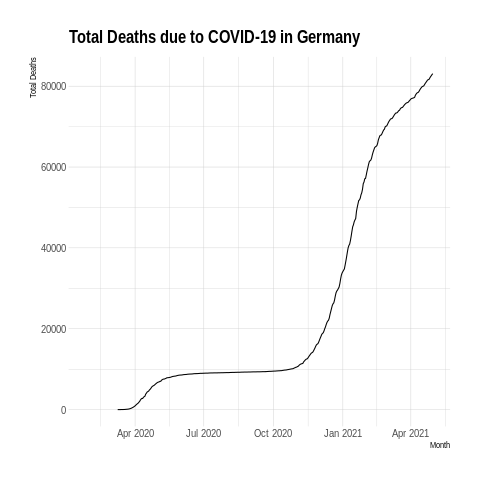 Total Deaths due to COVID-19 in Germany
Total Deaths
80000
60000
40000
20000
0
Apr 2020 Jul 2020 Oct 2020 Jan 2021 Apr 2021
Month